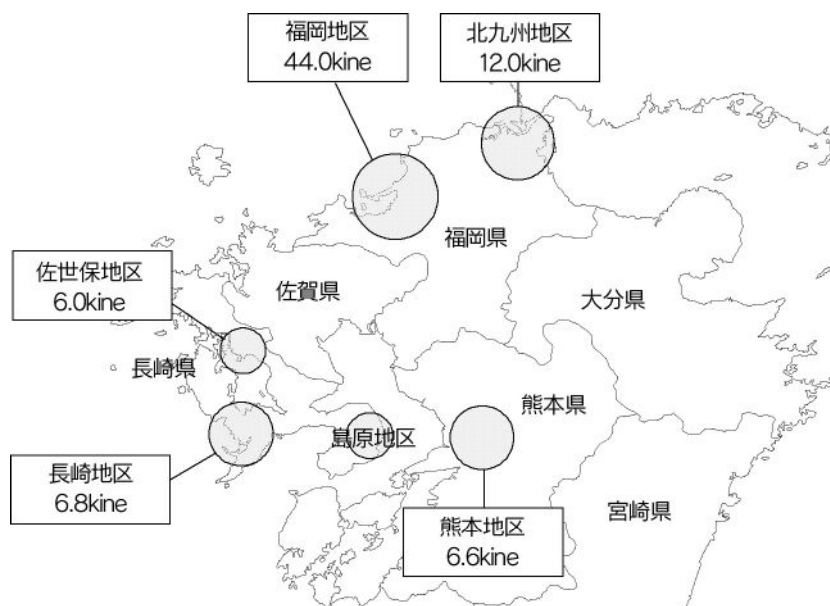 福岡地区
44.0kine
北九州地区
12.0kine
福岡県
佐世保地区
6.0kine
佐賀県
大分県
長崎県
熊本県
島原地区
長崎地区
6.8kine
宮崎県
熊本地区
6.6kine